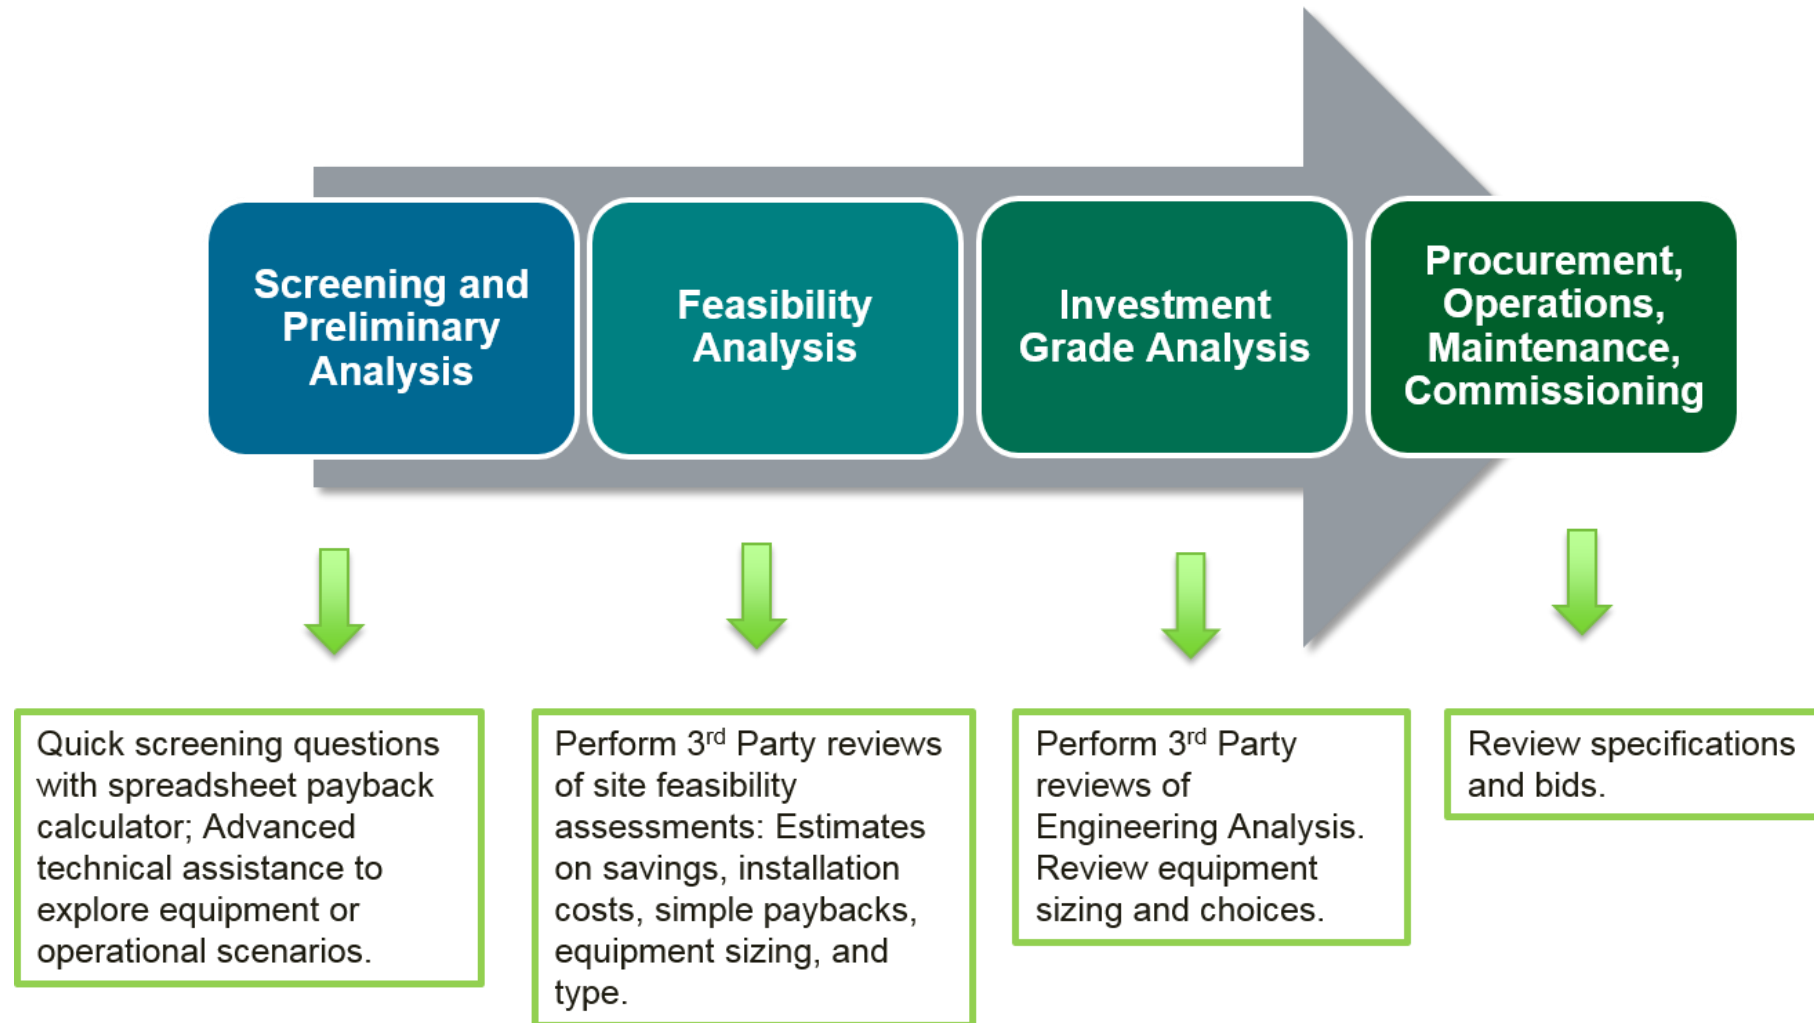 Screening and
Preliminary
Analysis
Feasibility
Analysis
Investment
Grade Analysis
Procurement,
Operations,
Maintenance,
Commissioning
Quick screening questions
with spreadsheet payback
calculator; Advanced
technical assistance to
explore equipment or
operational scenarios.
Perform 3rd Party reviews
of site feasibility
assessments: Estimates
on savings, installation
costs, simple paybacks,
equipment sizing, and
type.
Perform 3rd Party
reviews of
Engineering Analysis.
Review equipment
sizing and choices.
Review specifications
and bids.